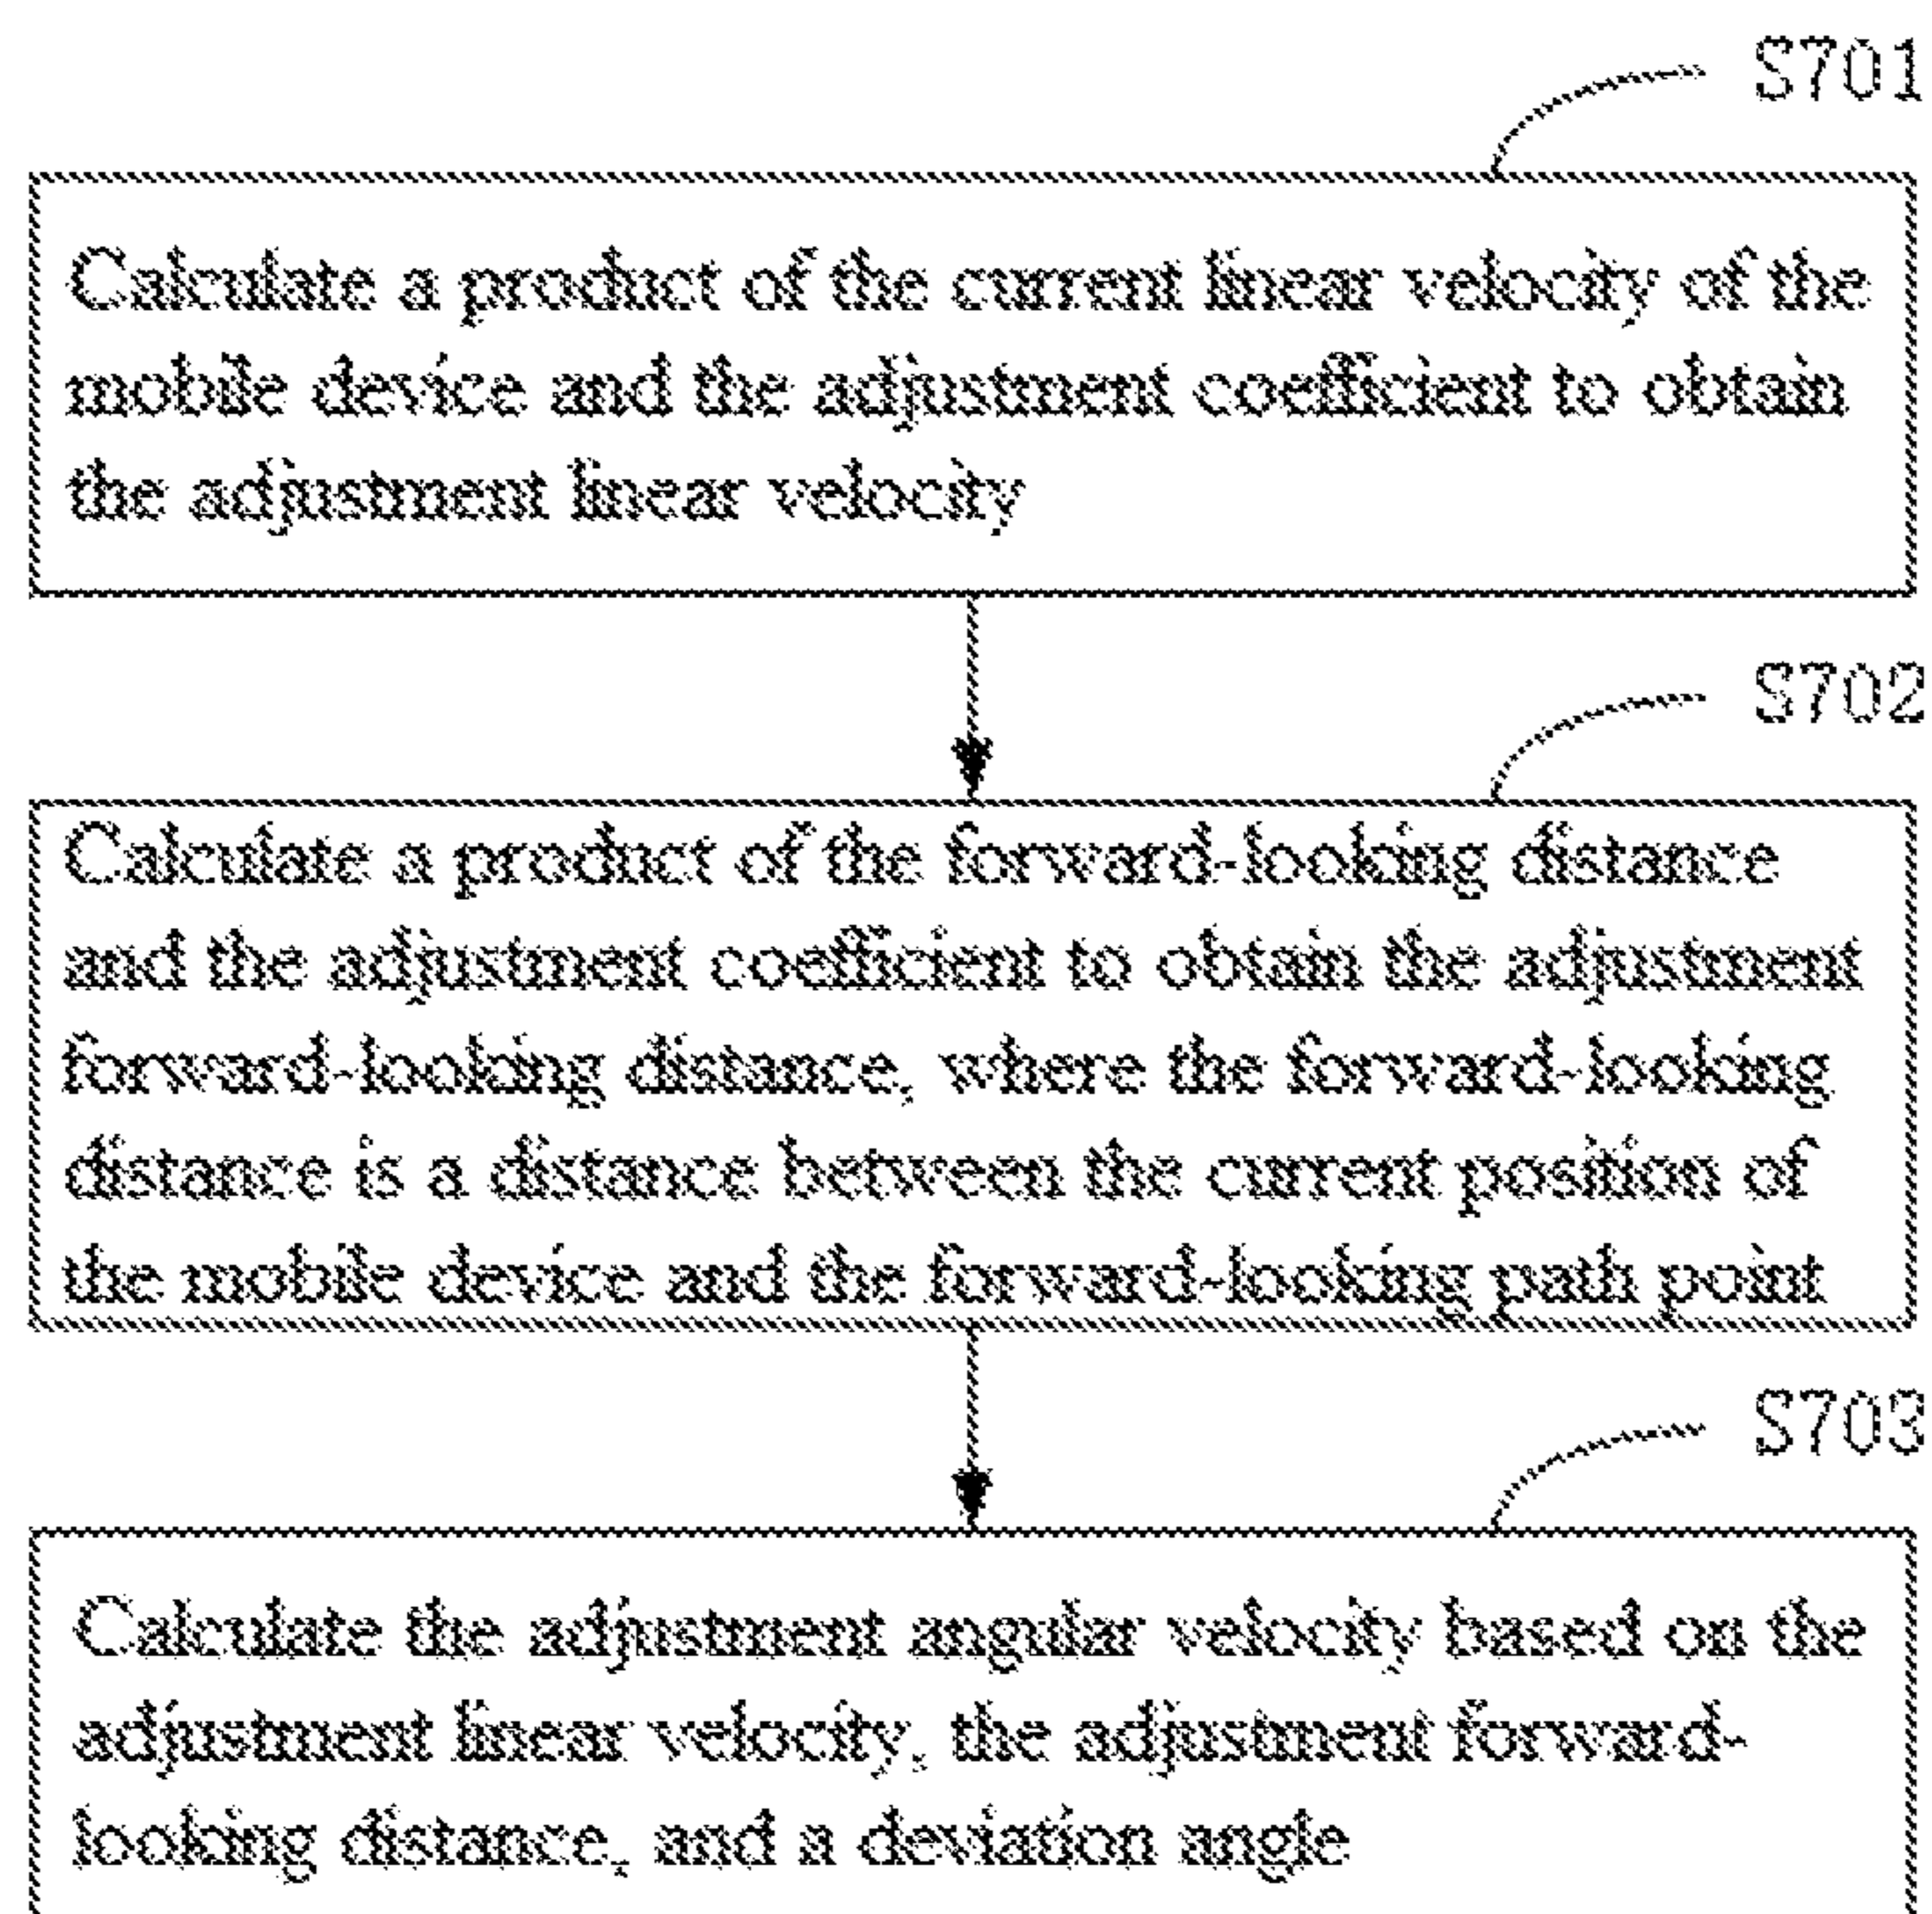 S701
Calculate a product of the current linear velocity of the
mobile device and the adjustment coefficient to obtain
the adjustment linear velocity
S702
Calculate a product of the forward-looking distance
and the adjustment coefficient to obtain the adjustment
forward-looking distance, where the forward-looking
distance is a distance between the current position of
the mobile device and the forward-looking path point
S703
Calculate the adjustment angular velocity based on the
adjustment linear velocity, the adjustment forward-
looking distance, and a deviation angle